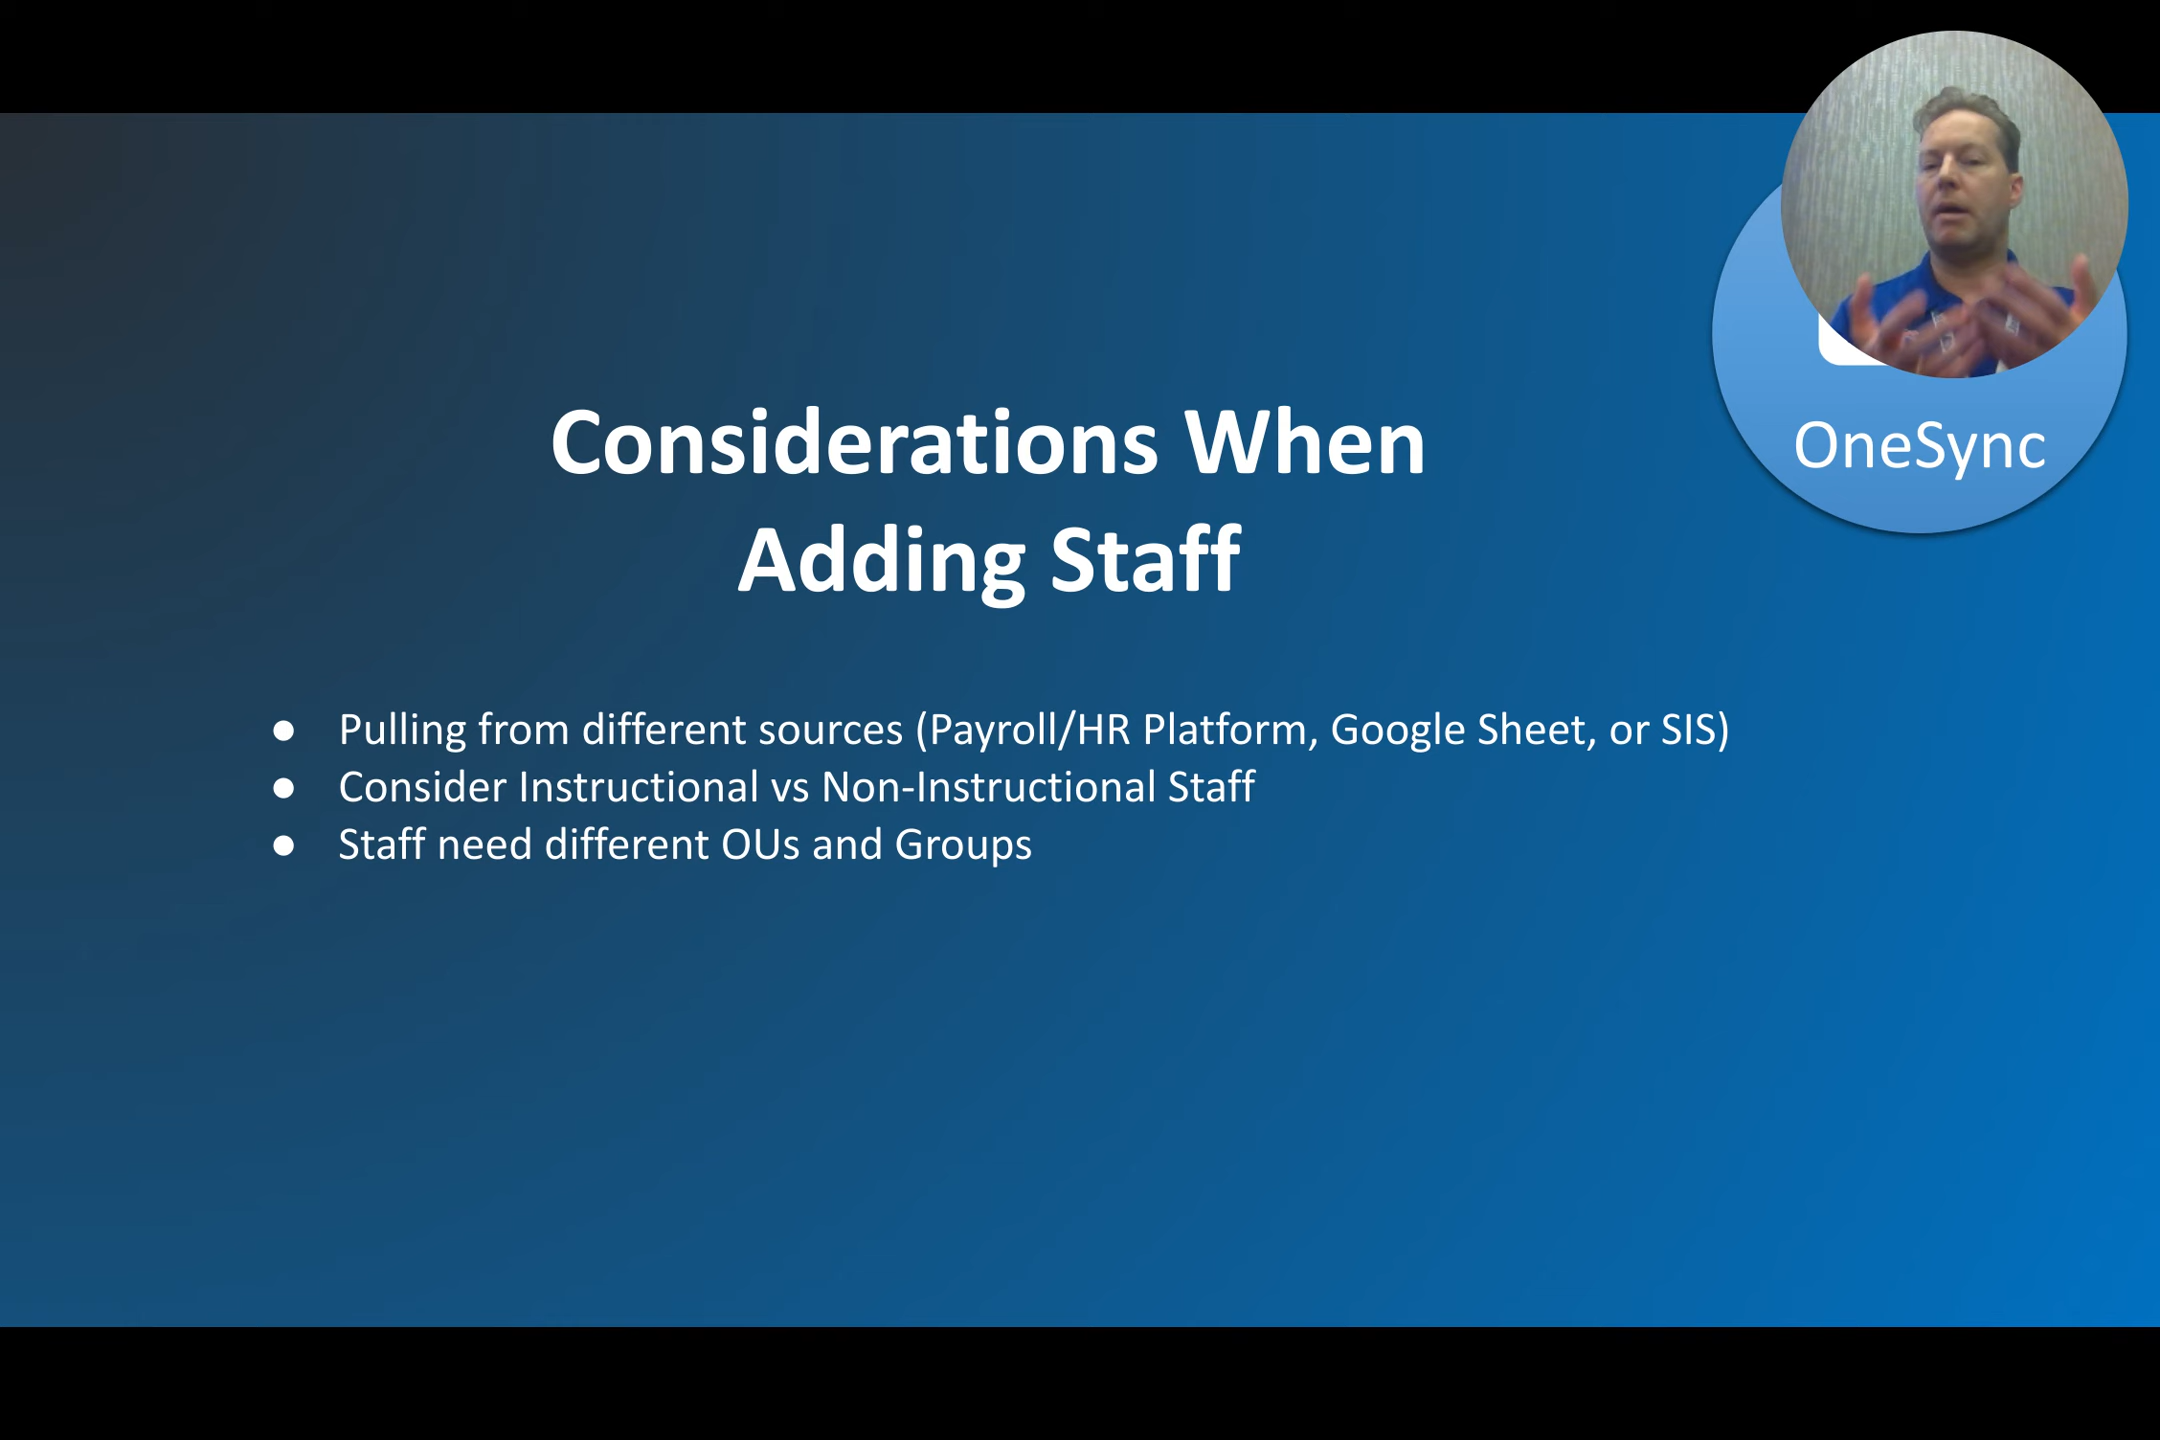 OneSync
Considerations When
Adding Staff
● Pulling from different sources (Payroll/HR Platform, Google Sheet, or SIS)
● Consider Instructional vs Non-Instructional Staff
● Staff need different OUs and Groups